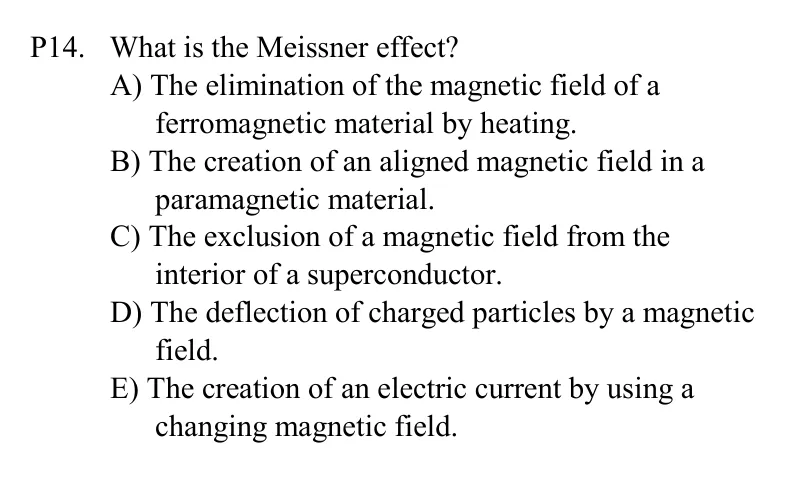 P14. What is the Meissner effect?
A) The elimination of the magnetic field of a
ferromagnetic material by heating.
B) The creation of an aligned magnetic field in a
paramagnetic material.
C) The exclusion of a magnetic field from the
interior of a superconductor.
D) The deflection of charged particles by a magnetic
field.
E) The creation of an electric current by using a
changing magnetic field.